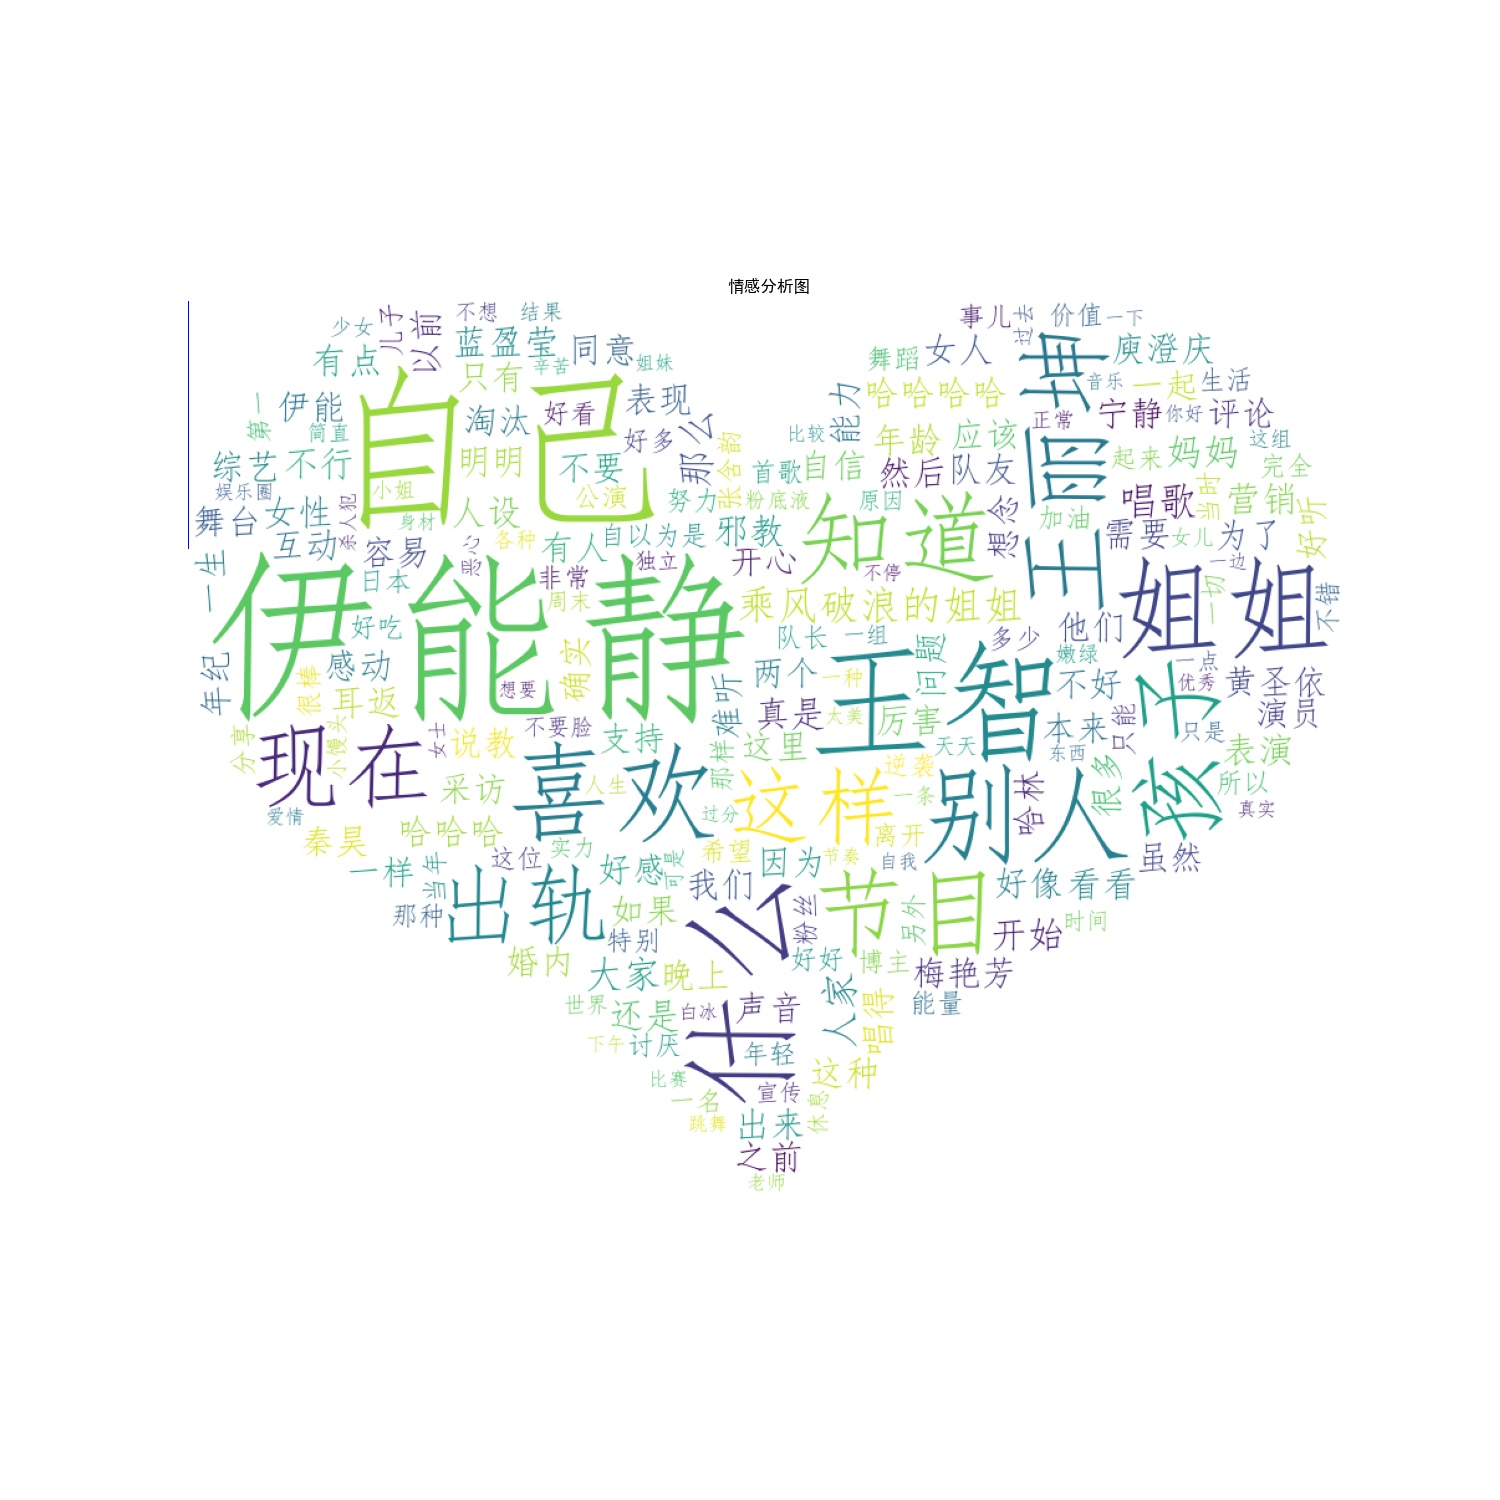 情感分析图
少女
儿子
以前
不想
结果
蓝盈莹
同意
有点
只有
辛苦
姐妹
事儿
过去
价值
一下
王丽坤
庾澄庆
舞蹈
女人
音乐
一起
生活
哈哈哈哈
能力
宁静
你好
评论
正常
第一
伊能
简直
自己
淘汰
好看
表现
好多
那么
张含韵
比较
年龄
应该
这组
妈妈
起来
完全
综艺
不行
明明
不要
首歌
自信
然后
队友
娱乐圈
小姐
公演
努力
粉底液
原因
想念
唱歌
当时
营销
好听
舞台
女性
杀人犯
身材
人设
各种
恶心
有人
自以为是
邪教
知道
加油
需要
女儿
为了
互动
容易
非常
独立
开心
不停
一边
一生
日本
伊能静
周末
乘风破浪的姐姐
姐姐
一切
不错
好吃
队长
一组
多少
他们
嫩绿
年纪
感动
想要
确实
难听
两个
一种
王智
问题
不好
一点
优秀
黄圣依
很棒
耳返
不要脸
支持
真是
太美
厉害
本来
只能
孩子
只是
演员
分享
小馒头
现在
女士
说教
喜欢
那样
这里
天天
东西
表演
采访
人生
这样
逆袭
一条
别人
哈林
很多
所以
真实
爱情
过分
秦昊
哈哈哈
离开
一样
当年
这位
实力
好感
可是
希望
因为
节奏
自我
虽然
那种
出轨
如果
我们
什么
粉丝
节目
另外
好像
看看
特别
开始
时间
婚内
大家
晚上
好好
博主
梅艳芳
世界
还是
白冰
声音
人家
唱得
能量
下午
讨厌
年轻
这种
比赛
宣传
一名
休息
跳舞
出来
之前
老师